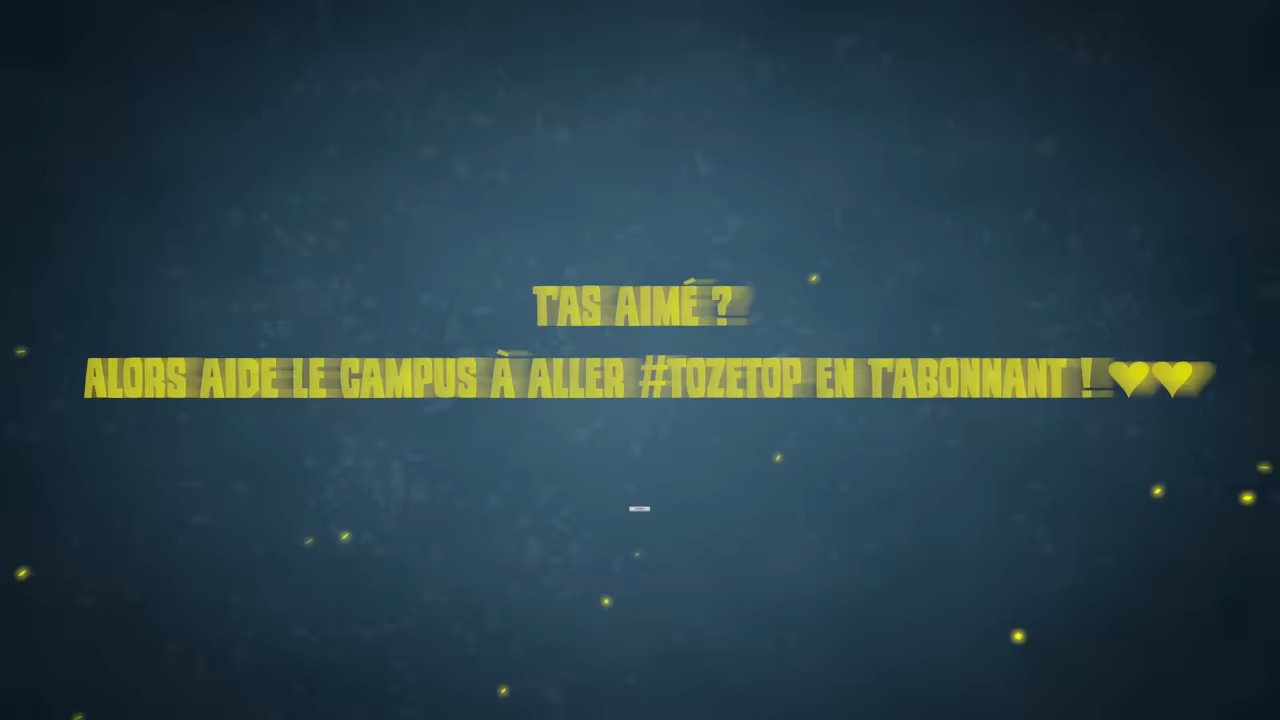 T'AS AIMÉ ?
ALORS AIDE LE CAMPUS À ALLER #TOZETOP EN T'ABONNANT ! ♥♥